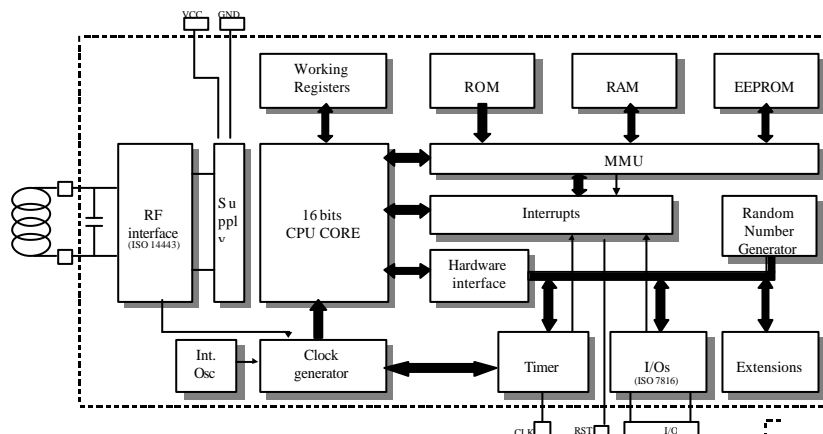 VCC GND
Working
Registers
ROM
RAM
EEPROM
MMU
RF
interface
(ISO 14443)
Su
ppl
y
16 bits
CPU CORE
Interrupts
Random
Number
Generator
Hardware
interface
Int.
Osc
Clock
generator
Timer
I/Os
(ISO 7816)
Extensions
CLK
RST
I/O